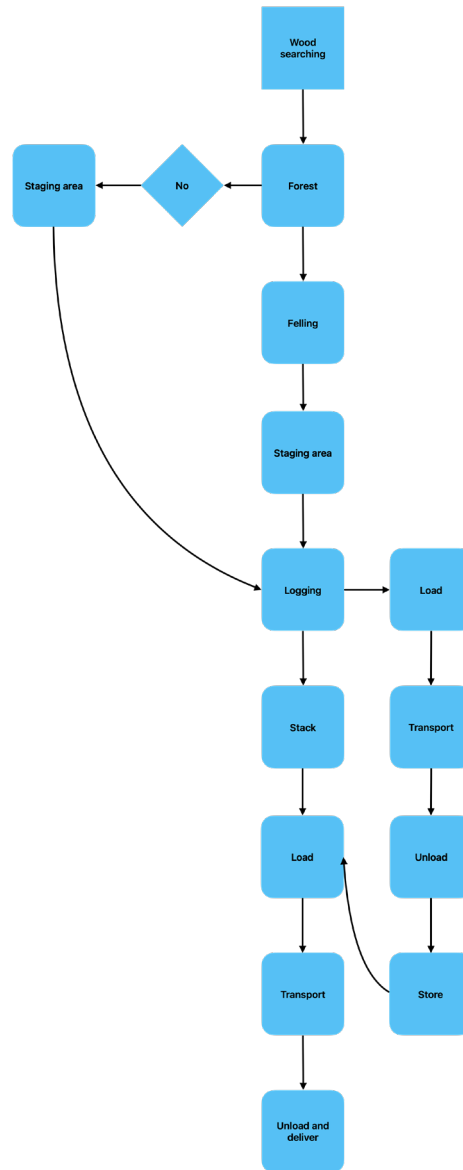 Wood
searching
Staging area
No
Forest
Felling
Staging area
Logging
Load
Stack
Transport
Load
Unload
Transport
Store
Unload and
deliver